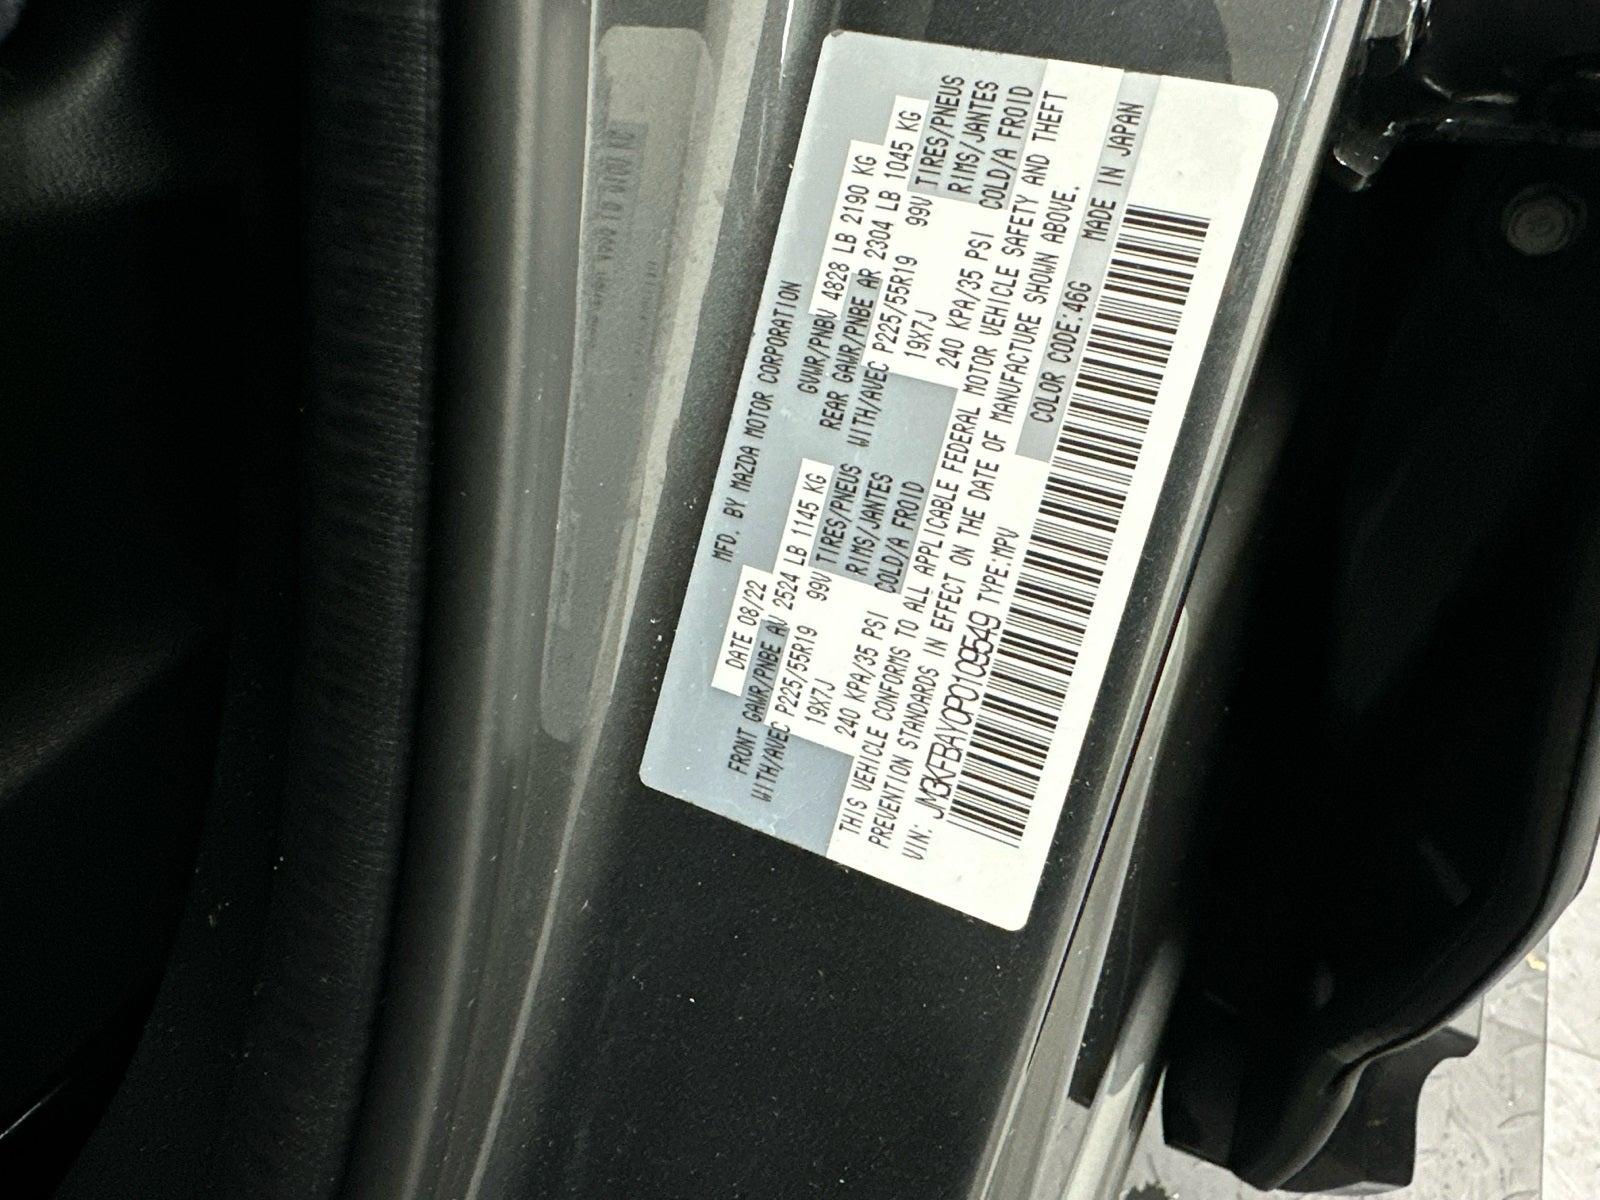 MFD. BY MAZDA MOTOR CORPORATION
DATE 08/22 GVWR/PNBV 4828 LB 2190 KG
FRONT GAWR/PNBE AV 2524 LB 1145 KG REAR GAWR/PNBE AR 2304 LB 1045 KG
WITH/AVEC P225/55R19 99V TIRES/PNEUS WITH/AVEC P225/55R19 99V TIRES/PNEUS
19X7J RIMS/JANTES 19X7J RIMS/JANTES
240 KPA/35 PSI COLD/A FROID 240 KPA/35 PSI COLD/A FROID
THIS VEHICLE CONFORMS TO ALL APPLICABLE FEDERAL MOTOR VEHICLE SAFETY AND THEFT
PREVENTION STANDARDS IN EFFECT ON THE DATE OF MANUFACTURE SHOWN ABOVE.
VIN: JM3KFBAY0P0109549 TYPE:MPV COLOR CODE:46G MADE IN JAPAN